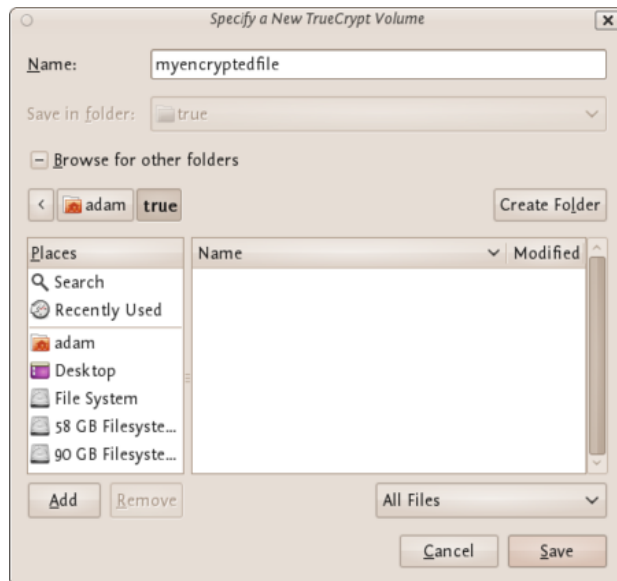 Specify a New TrueCrypt Volume
Name: myencryptedfile
Save in folder: true
Browse for other folders
adam true Create Folder
Places Name Modified
Search
Recently Used
adam
Desktop
File System
58 GB Filesyste...
90 GB Filesyste...
Add Remove All Files
Cancel Save